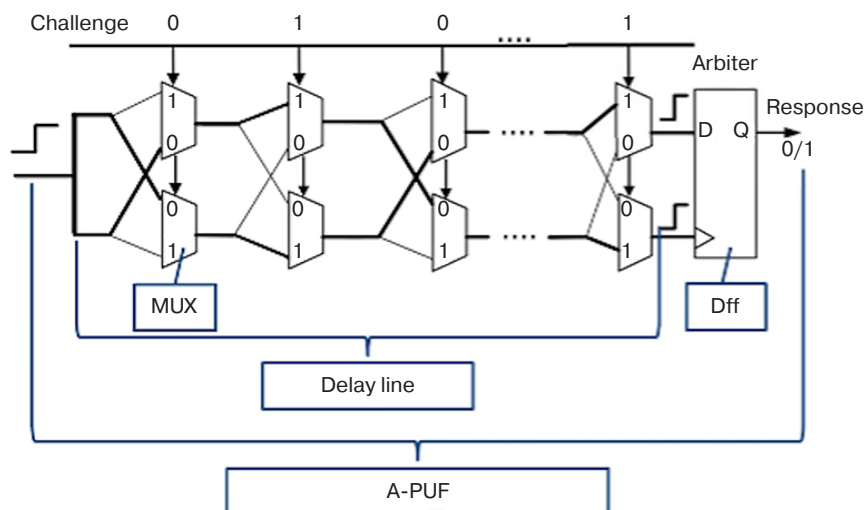 Challenge 0 1 0 .... 1
Arbiter
1 1 1 1
Response
D Q
0/1
0 0 0 0
0 0 0 0
.... 
1 1 1 1
....
MUX
Dff
Delay line
A-PUF